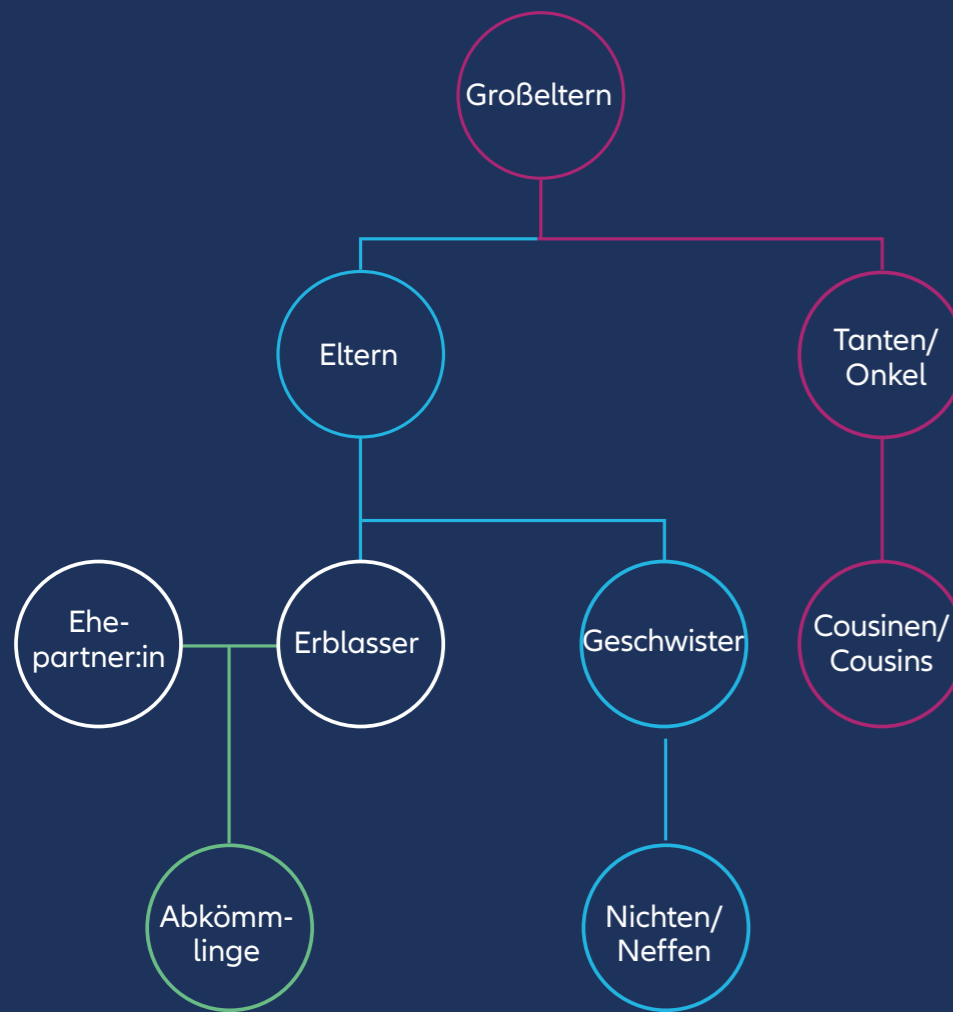 Großeltern
Eltern
Tanten/
Onkel
Ehe-
partner:in
Erblasser
Geschwister
Cousinen/
Cousins
Abkömm-
linge
Nichten/
Neffen